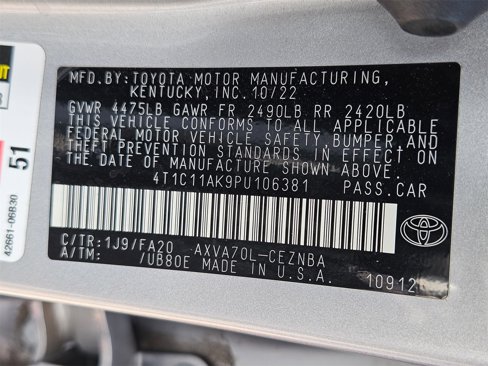 MFD.BY:TOYOTA MOTOR MANUFACTURING,
KENTUCKY,INC.10/22
GVWR 4475LB GAWR FR 2490LB RR 2420LB
THIS VEHICLE CONFORMS TO ALL APPLICABLE
FEDERAL MOTOR VEHICLE SAFETY,BUMPER,AND
THEFT PREVENTION STANDARDS IN EFFECT ON
THE DATE OF MANUFACTURE SHOWN ABOVE.
4T1C11AK9PU106381 PASS.CAR
C/TR:1J9/FA20 AXVA70L-CEZNBA
A/TM: /UB80E MADE IN U.S.A.
10912
TOYOTA
51
42661-06B30